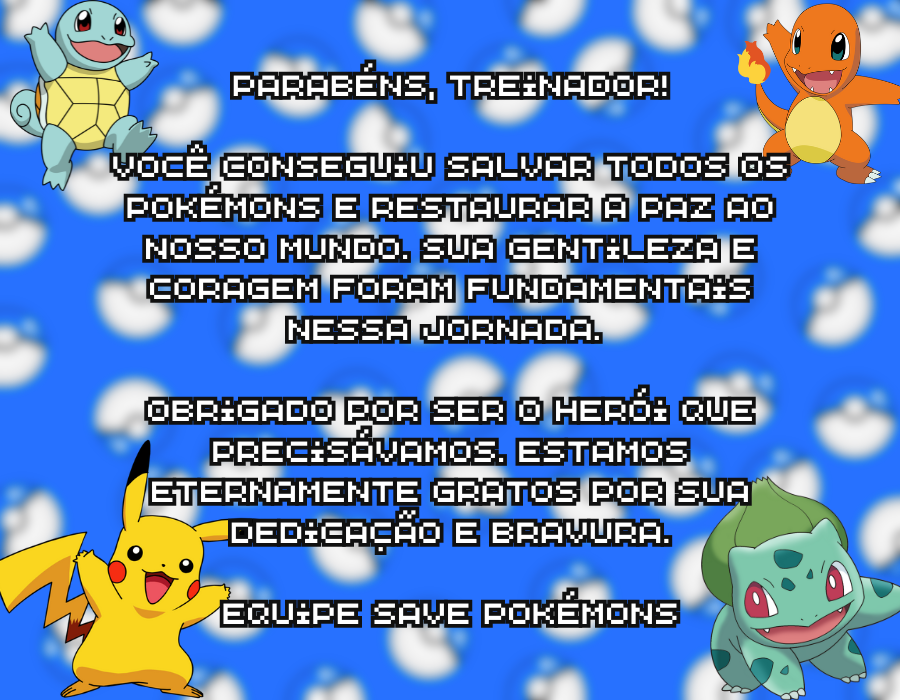 PARABÉNS, TREINADOR!
VOCÊ CONSEGUIU SALVAR TODOS OS
POKÉMONS E RESTAURAR A PAZ AO
NOSSO MUNDO. SUA GENTILEZA E
CORAGEM FORAM FUNDAMENTAIS
NESSA JORNADA.
OBRIGADO POR SER O HERÓI QUE
PRECISÁVAMOS. ESTAMOS
ETERNAMENTE GRATOS POR SUA
DEDICAÇÃO E BRAVURA.
EQUIPE SAVE POKÉMONS